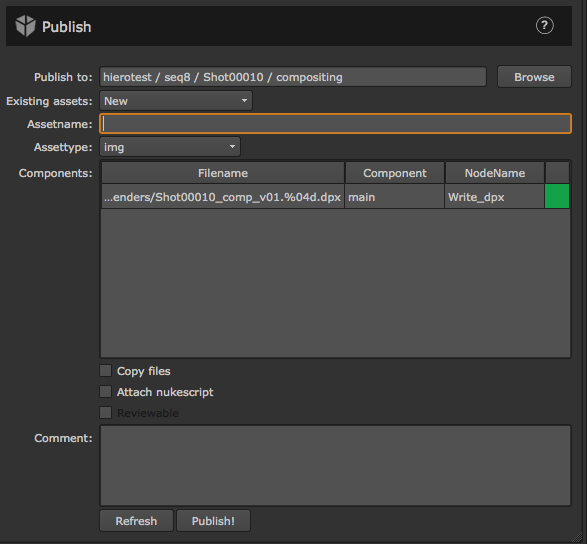 Publish ?
Publish to: hierotest / seq8 / Shot00010 / compositing Browse
Existing assets: New
Assetname:
Assettype: img
Components: Filename Component NodeName
...enders/Shot00010_comp_v01.%04d.dpx main Write_dpx
Copy files
Attach nukescript
Reviewable
Comment:
Refresh Publish!